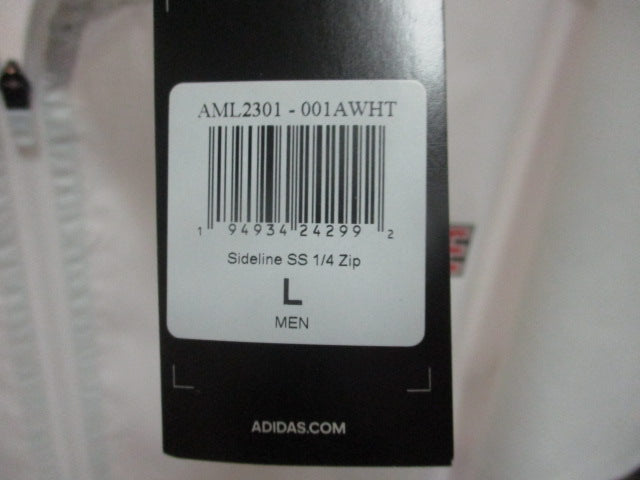 AML2301 - 001AWHT
1 94934 24299 2
Sideline SS 1/4 Zip
L
MEN
ADIDAS.COM